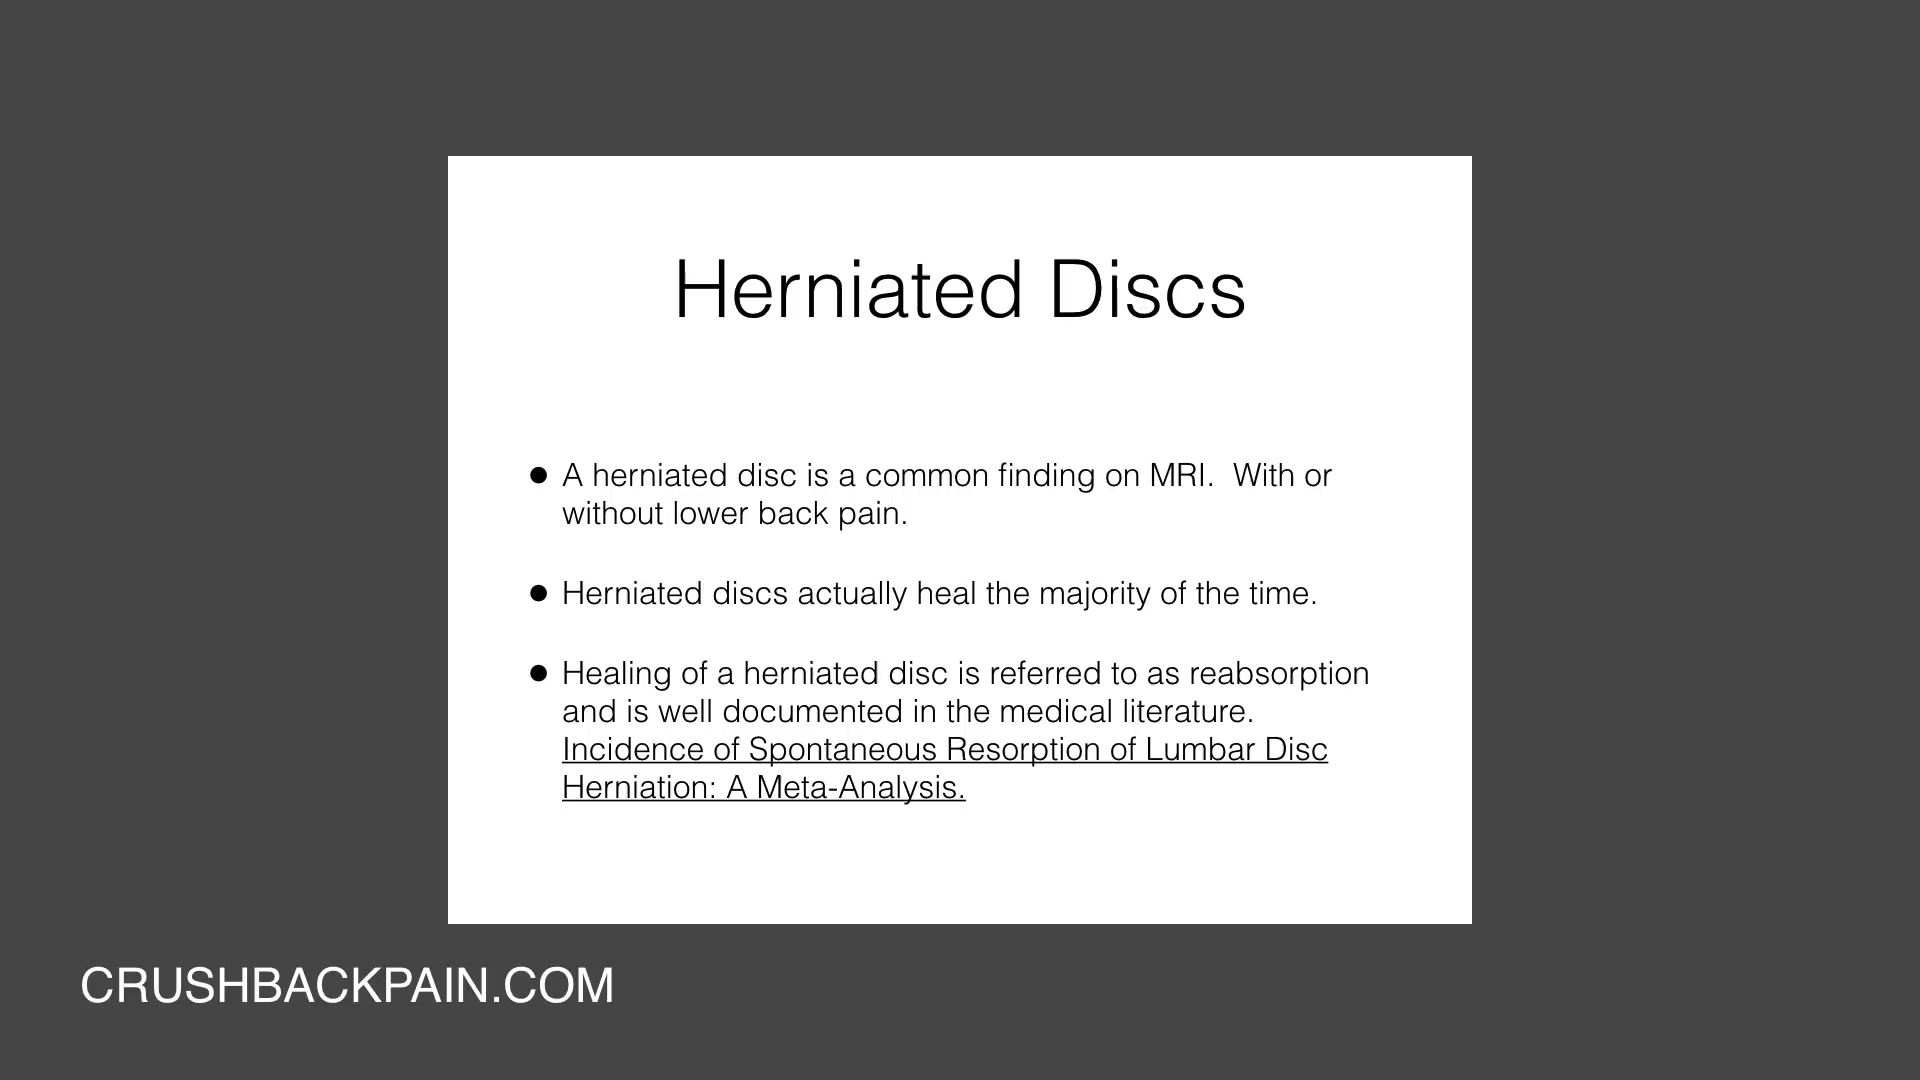 Herniated Discs
● A herniated disc is a common finding on MRI.  With or
without lower back pain.
● Herniated discs actually heal the majority of the time.
● Healing of a herniated disc is referred to as reabsorption
and is well documented in the medical literature.
Incidence of Spontaneous Resorption of Lumbar Disc
Herniation: A Meta-Analysis.
CRUSHBACKPAIN.COM